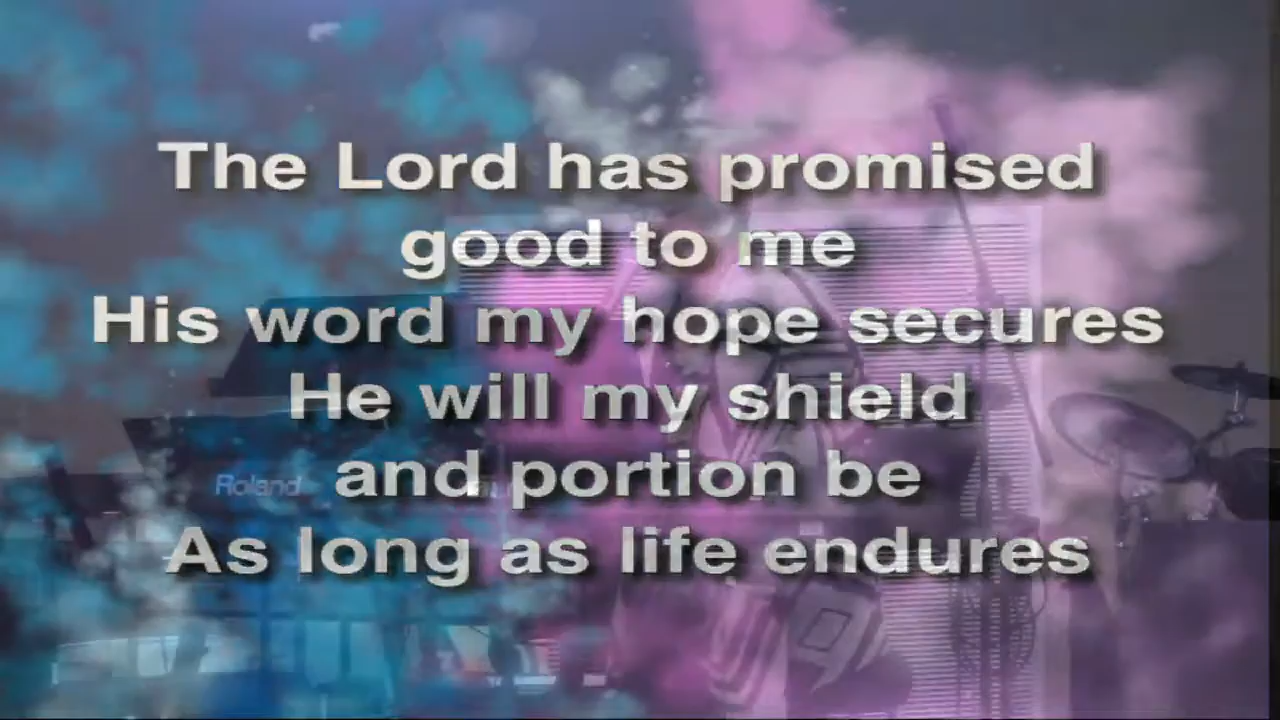 The Lord has promised
good to me
His word my hope secures
He will my shield
Roland and portion be
As long as life endures